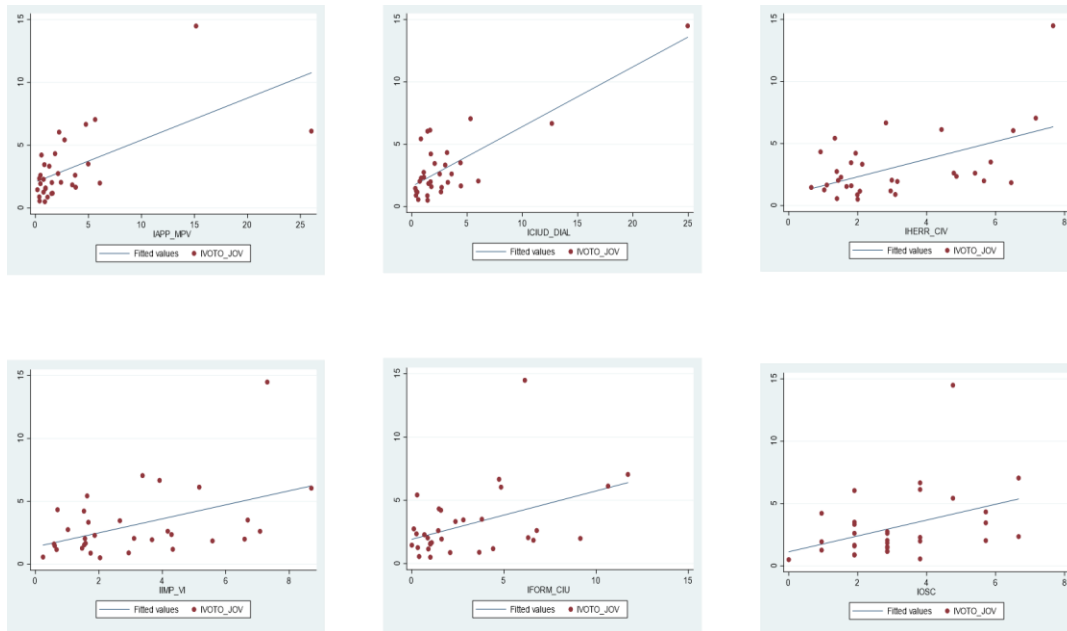 15
10
5
0
0 5 10 15 20 25
IAPP_MPV
Fitted values IVOTO_JOV
15
10
5
0
0 5 10 15 20 25
ICIUD_DIAL
Fitted values IVOTO_JOV
15
10
5
0
0 2 4 6 8
IHERR_CIV
Fitted values IVOTO_JOV
15
10
5
0
0 2 4 6 8
IIMP_VI
Fitted values IVOTO_JOV
15
10
5
0
0 5 10 15
IFORM_CIU
Fitted values IVOTO_JOV
15
10
5
0
0 2 4 6 8
IOSC
Fitted values IVOTO_JOV